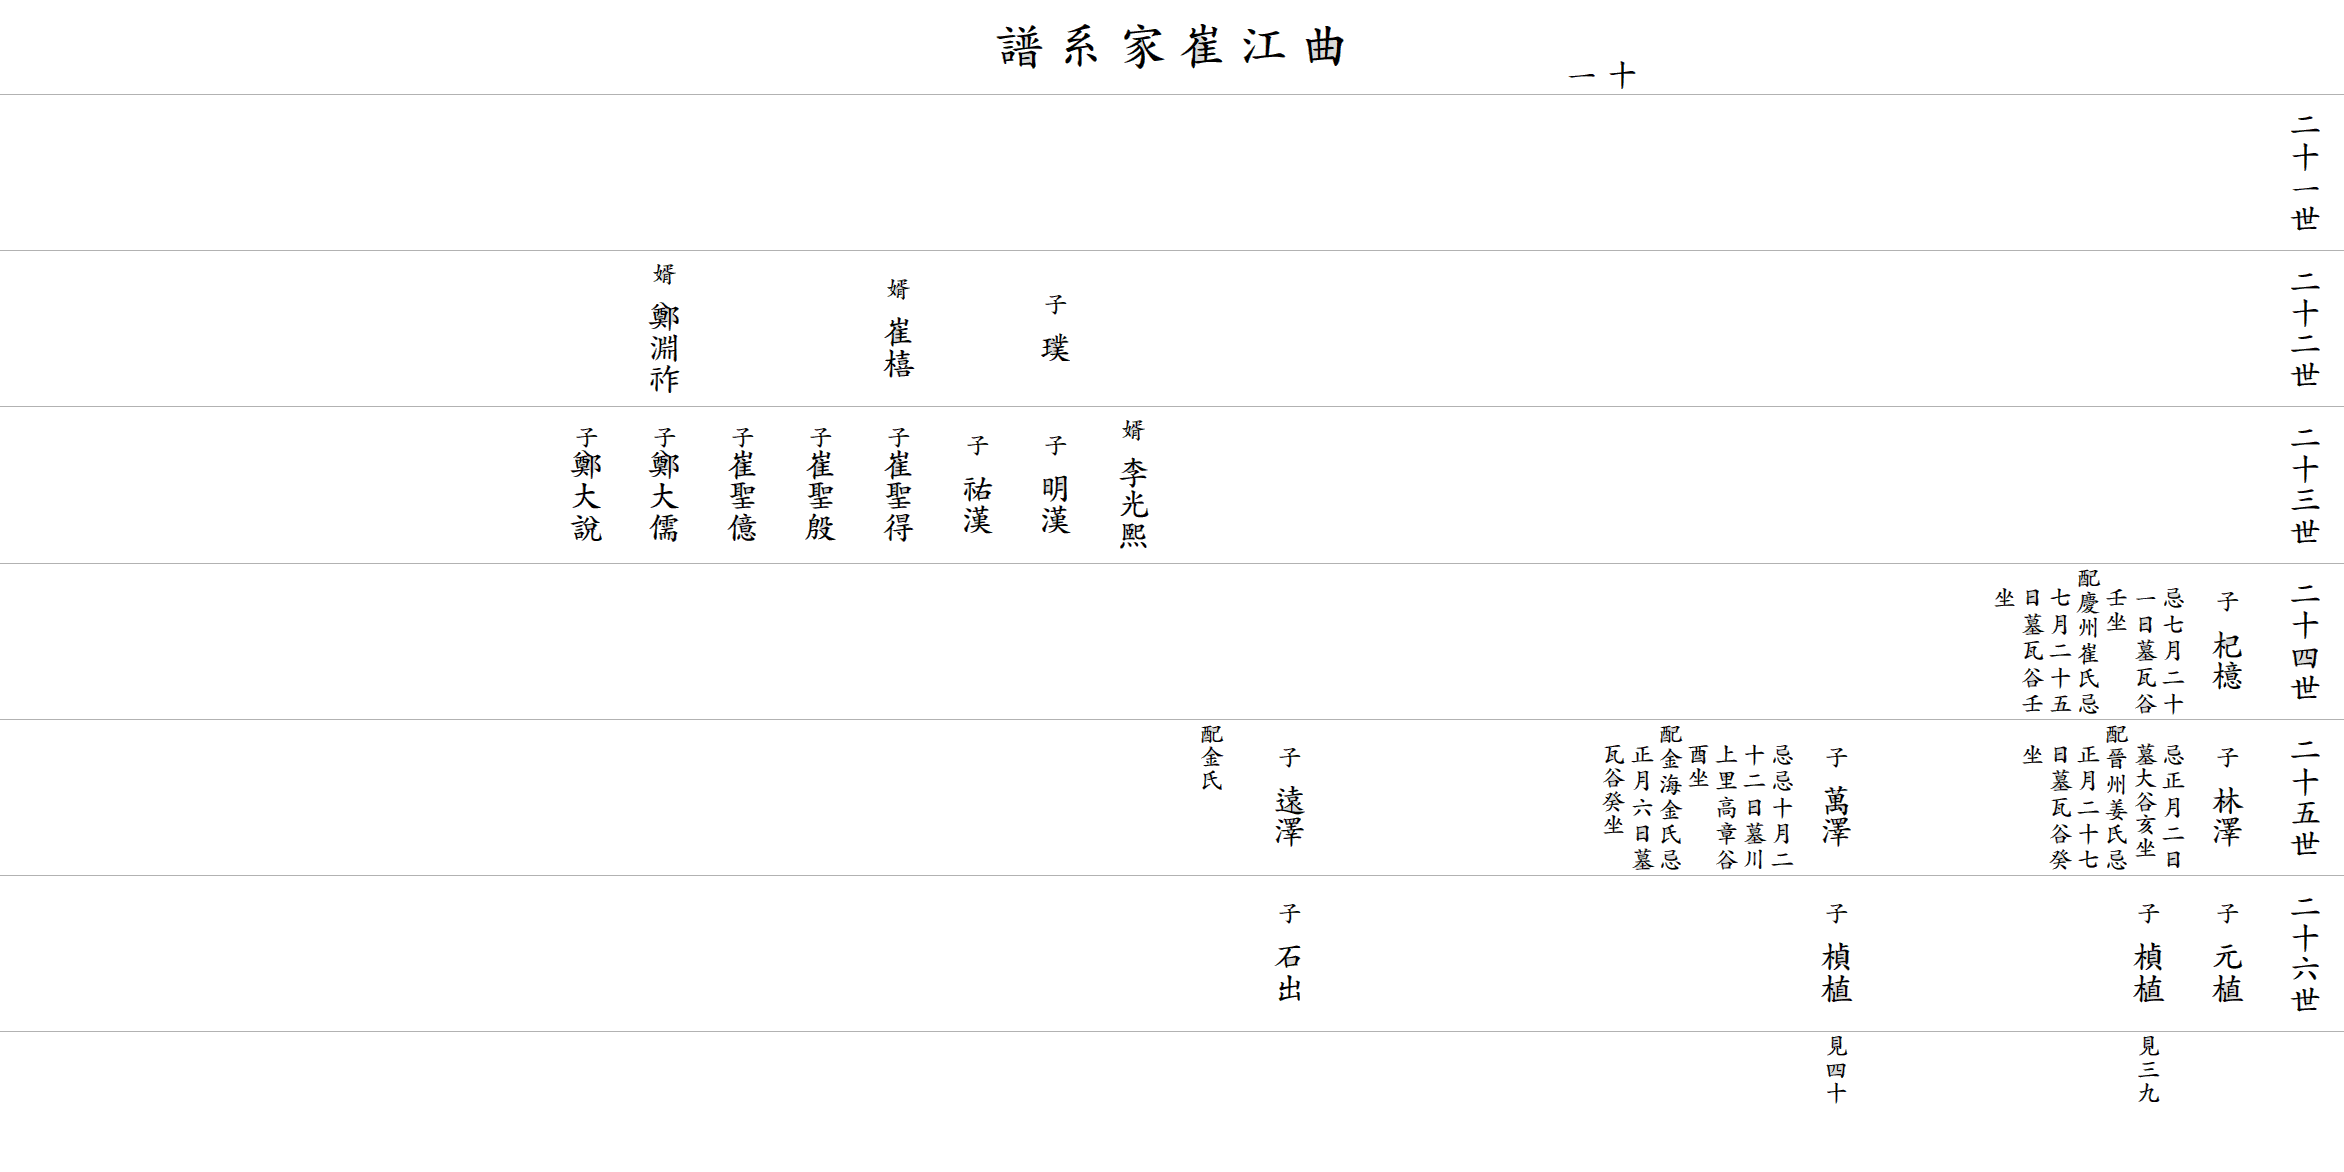 曲江崔家系譜
十一
二十一世
二十二世
子 璞
婿 崔橲
婿 鄭淵祚
二十三世
婿 李光熙
子 明漢
子 祐漢
子 崔聖得
子 崔聖殷
子 崔聖億
子 鄭大儒
子 鄭大說
二十四世
子 杞檍
忌七月二十
一日墓瓦谷
壬坐
配慶州崔氏忌
七月二十五
日墓瓦谷壬
坐
二十五世
子 林澤
忌正月二日
墓大谷亥坐
配晉州姜氏忌
正月二十七
日墓瓦谷癸
坐
子 萬澤
忌忌十月二
十二日墓川
上里高章谷
酉坐
配金海金氏忌
正月六日墓
瓦谷癸坐
子 遠澤
配金氏
二十六世
子 元植
子 楨植
子 楨植
子 石出
見三九
見四十